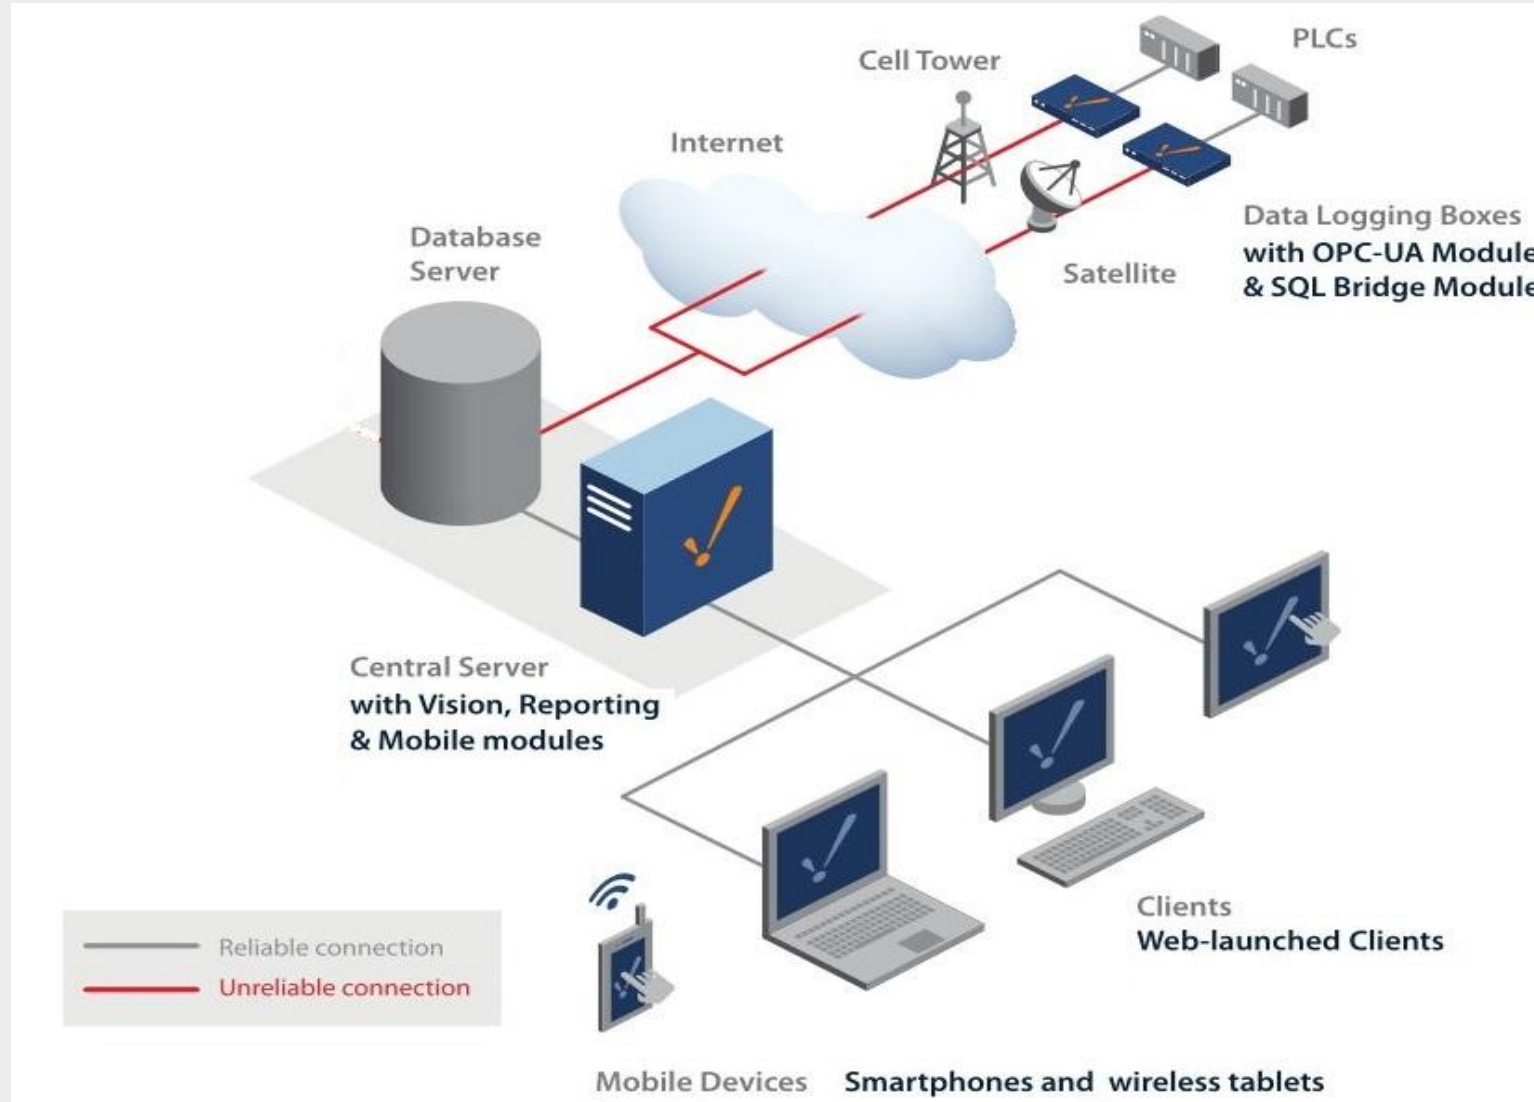 PLCs
Cell Tower
Internet
Data Logging Boxes
with OPC-UA Module
& SQL Bridge Module
Database
Server
Satellite
Central Server
with Vision, Reporting
& Mobile modules
Clients
Web-launched Clients
Reliable connection
Unreliable connection
Mobile Devices Smartphones and wireless tablets